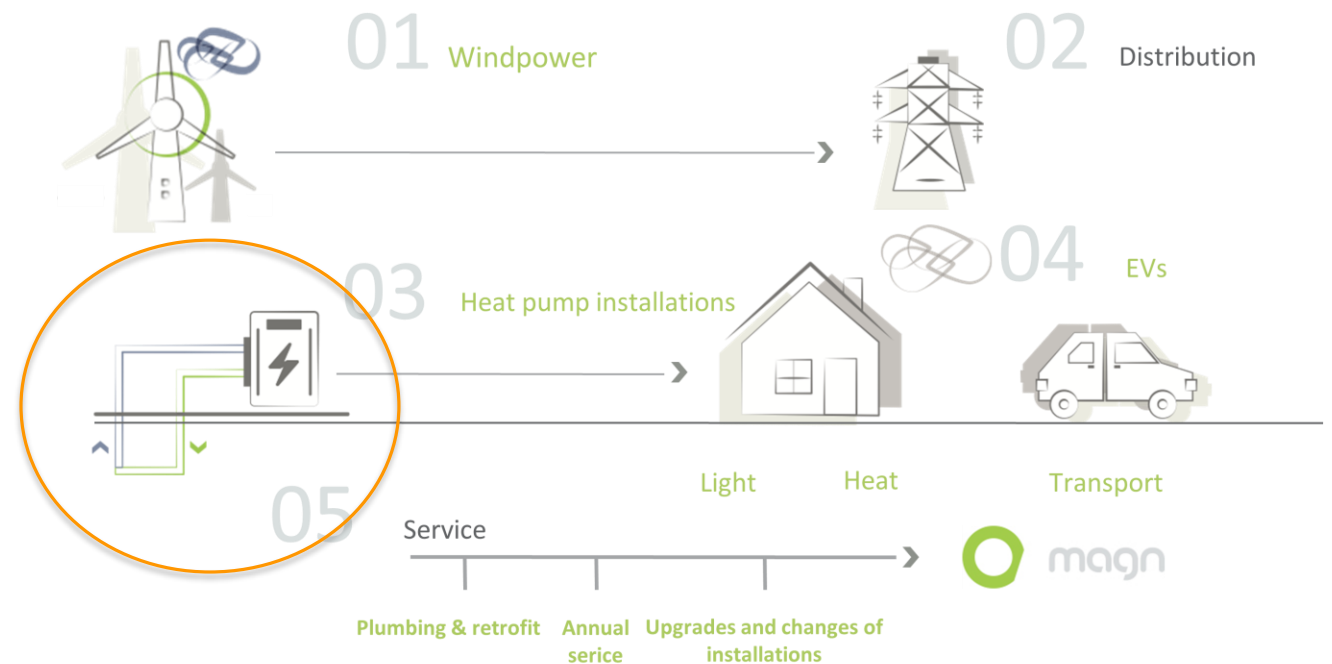 01 Windpower
02 Distribution
03 Heat pump installations
04 EVs
Light
Heat
Transport
05 Service
magn
Plumbing & retrofit
Annual
serice
Upgrades and changes of
installations